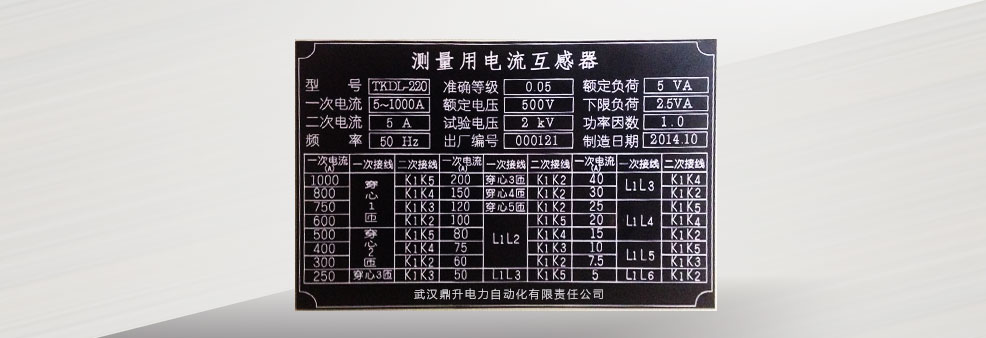 测量用电流互感器
型 号 TKDL-220 准确等级 0.05 额定负荷 5 VA
一次电流 5~1000A 额定电压 500V 下限负荷 2.5VA
二次电流 5 A 试验电压 2 kV 功率因数 1.0
频 率 50 Hz 出厂编号 000121 制造日期 2014.10
一次电流(A) 一次接线 二次接线 一次电流(A) 一次接线 二次接线 一次电流(A) 一次接线 二次接线
1000 穿心1匝 K1K5 200 穿心3匝 K1K2 40 L1L3 K1K4
800 K1K4 150 穿心4匝 K1K2 30 K1K2
750 K1K3 120 穿心5匝 K1K2 25 L1L4 K1K5
600 K1K2 100 L1L2 K1K5 20 K1K4
500 穿心2匝 K1K5 80 K1K4 15 K1K2
400 K1K4 75 K1K3 10 L1L5 K1K5
300 K1K2 60 K1K2 7.5 K1K3
250 穿心3匝 K1K3 50 L1L3 K1K5 5 L1L6 K1K2
武汉鼎升电力自动化有限责任公司